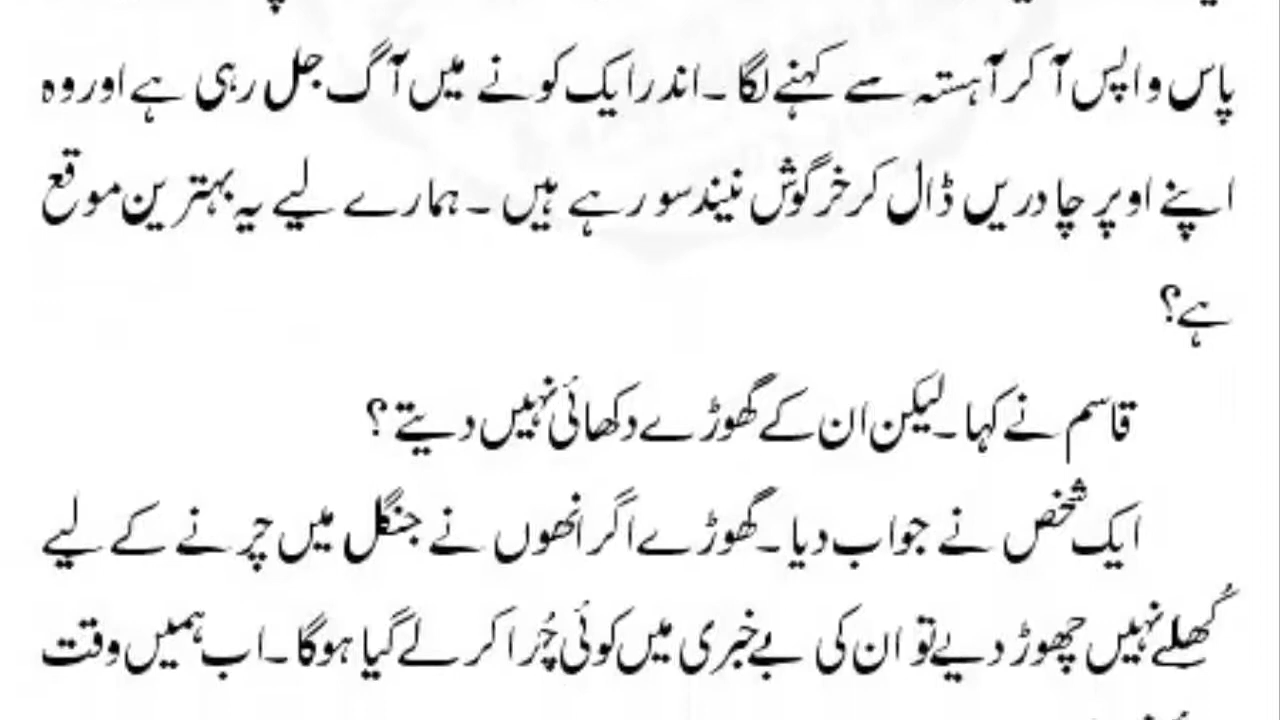 پاس واپس آ کر آہستہ سے کہنے لگا ۔ اندر ایک کونے میں آگ جل رہی ہے اور وہ
اپنے اوپر چادریں ڈال کر خرگوش نیند سو رہے ہیں ۔ ہمارے لیے یہ بہترین موقع
ہے؟
قاسم نے کہا ۔ لیکن ان کے گھوڑے دکھائی نہیں دیتے ؟
ایک شخص نے جواب دیا ۔ گھوڑے اگر انھوں نے جنگل میں چرنے کے لیے
کُھلے نہیں چھوڑ دیے تو ان کی بے خبری میں کوئی چُرا کر لے گیا ہوگا ۔ اب ہمیں وقت